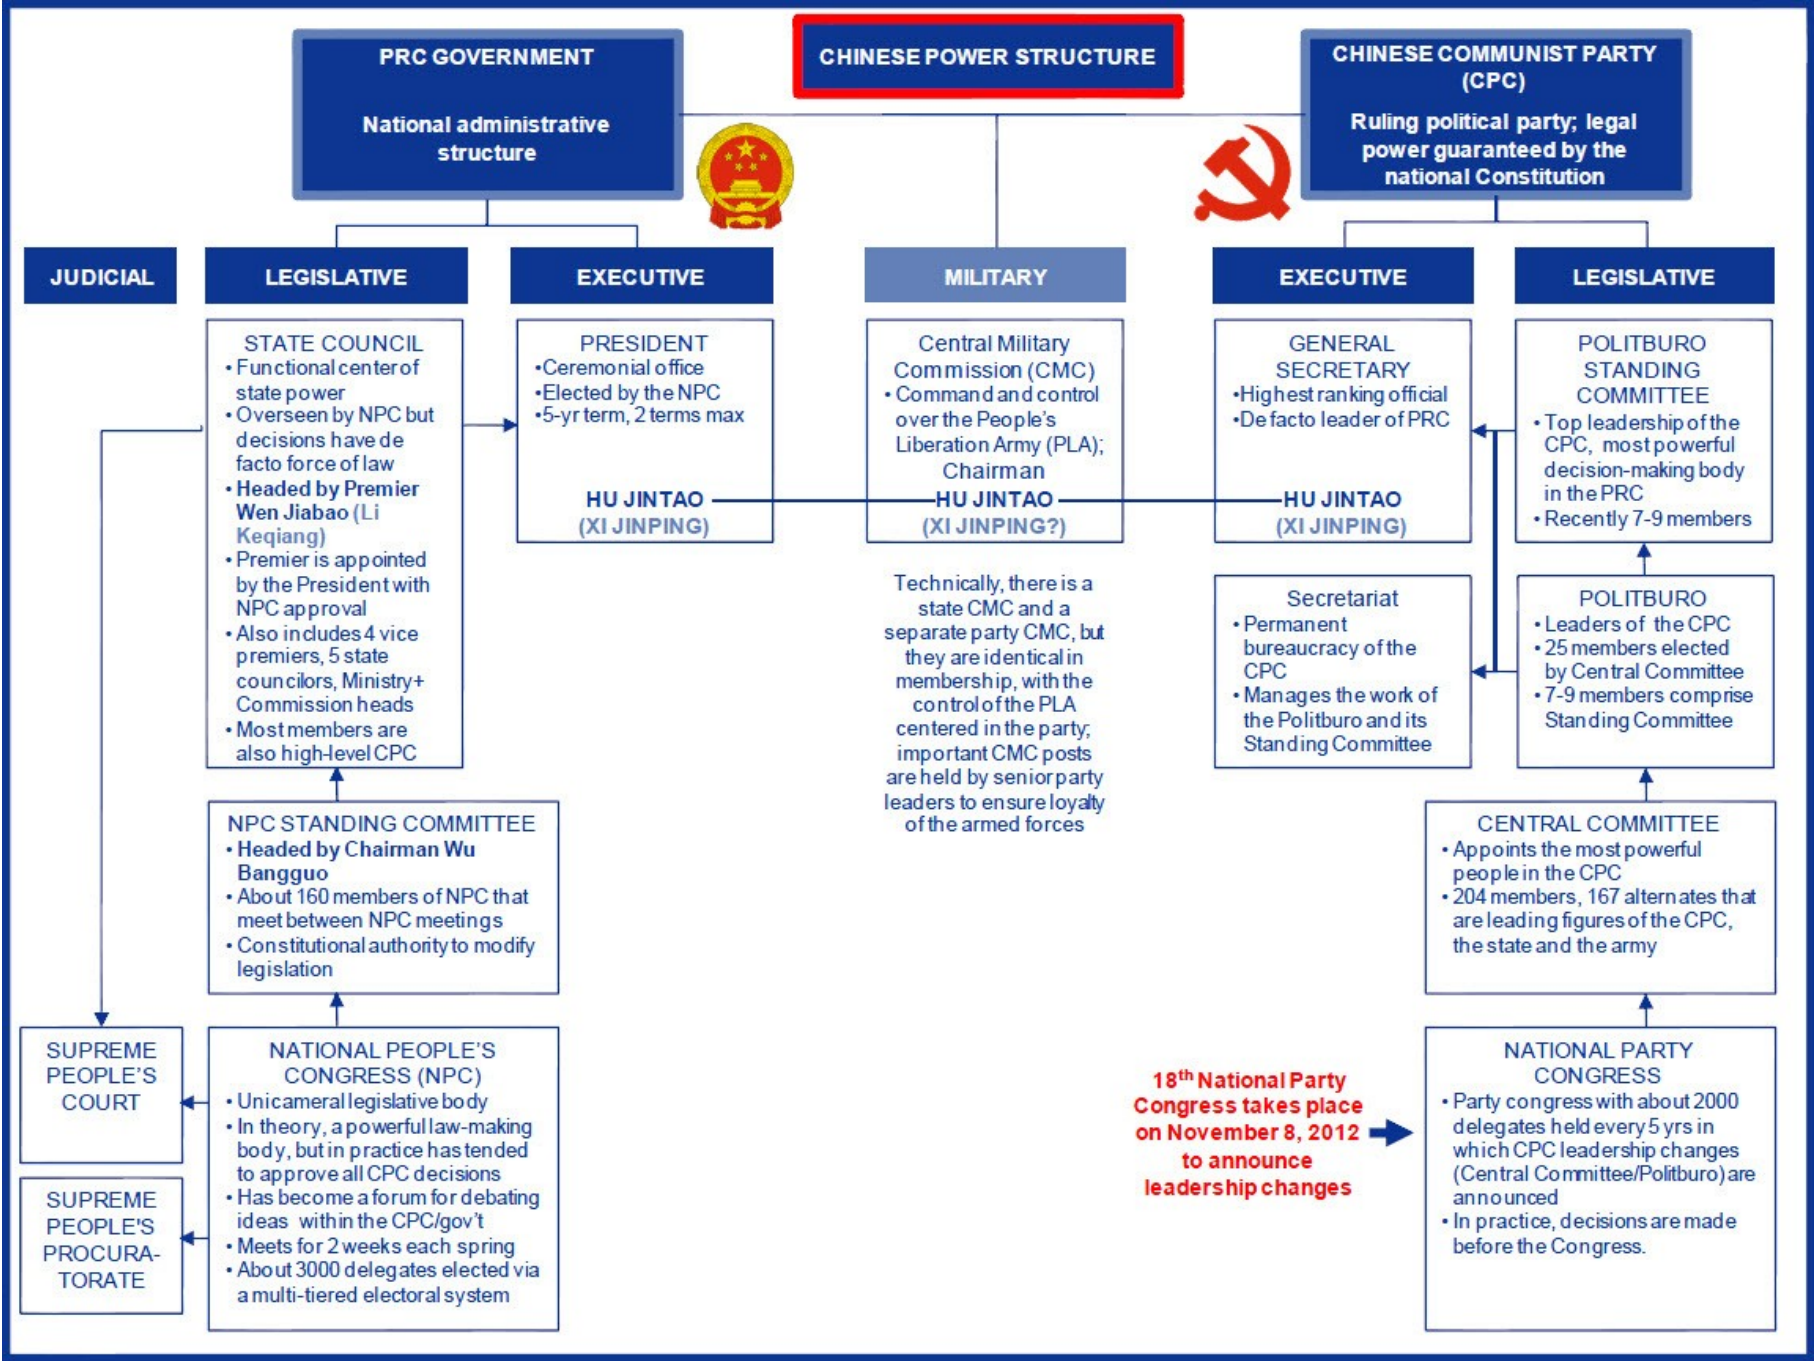 CHINESE POWER STRUCTURE
PRC GOVERNMENT
National administrative
structure
CHINESE COMMUNIST PARTY
(CPC)
Ruling political party; legal
power guaranteed by the
national Constitution
JUDICIAL
LEGISLATIVE
EXECUTIVE
MILITARY
EXECUTIVE
LEGISLATIVE
STATE COUNCIL
• Functional center of
state power
• Overseen by NPC but
decisions have de
facto force of law
• Headed by Premier
Wen Jiabao (Li
Keqiang)
• Premier is appointed
by the President with
NPC approval
• Also includes 4 vice
premiers, 5 state
councilors, Ministry+
Commission heads
• Most members are
also high-level CPC
PRESIDENT
•Ceremonial office
•Elected by the NPC
•5-yr term, 2 terms max
HU JINTAO
(XI JINPING)
Central Military
Commission (CMC)
• Command and control
over the People’s
Liberation Army (PLA);
Chairman
HU JINTAO
(XI JINPING?)
Technically, there is a
state CMC and a
separate party CMC, but
they are identical in
membership, with the
control of the PLA
centered in the party;
important CMC posts
are held by senior party
leaders to ensure loyalty
of the armed forces
GENERAL
SECRETARY
•Highest ranking official
•De facto leader of PRC
HU JINTAO
(XI JINPING)
Secretariat
• Permanent
bureaucracy of the
CPC
• Manages the work of
the Politburo and its
Standing Committee
POLITBURO
STANDING
COMMITTEE
• Top leadership of the
CPC, most powerful
decision-making body
in the PRC
• Recently 7-9 members
POLITBURO
• Leaders of the CPC
• 25 members elected
by Central Committee
• 7-9 members comprise
Standing Committee
NPC STANDING COMMITTEE
• Headed by Chairman Wu
Bangguo
• About 160 members of NPC that
meet between NPC meetings
• Constitutional authority to modify
legislation
CENTRAL COMMITTEE
• Appoints the most powerful
people in the CPC
• 204 members, 167 alternates that
are leading figures of the CPC,
the state and the army
SUPREME
PEOPLE’S
COURT
SUPREME
PEOPLE'S
PROCURA-
TORATE
NATIONAL PEOPLE’S
CONGRESS (NPC)
• Unicameral legislative body
• In theory, a powerful law-making
body, but in practice has tended
to approve all CPC decisions
• Has become a forum for debating
ideas within the CPC/gov’t
• Meets for 2 weeks each spring
• About 3000 delegates elected via
a multi-tiered electoral system
18th National Party
Congress takes place
on November 8, 2012
to announce
leadership changes
NATIONAL PARTY
CONGRESS
• Party congress with about 2000
delegates held every 5 yrs in
which CPC leadership changes
(Central Committee/Politburo) are
announced
• In practice, decisions are made
before the Congress.